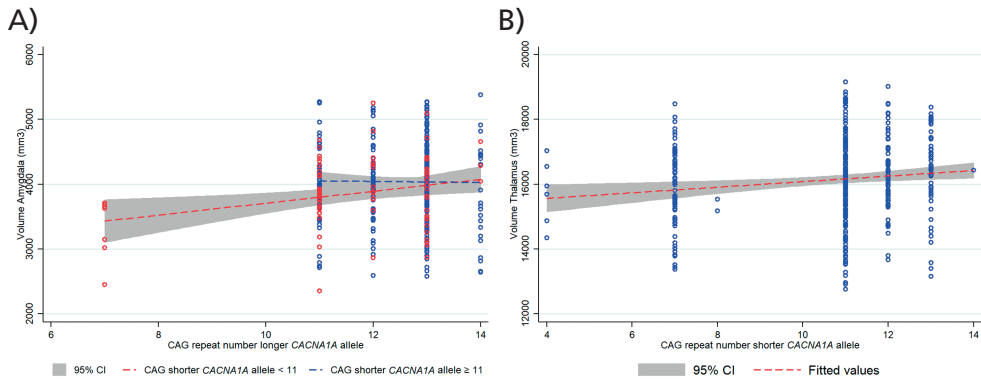 A)
6000
5000
4000
3000
2000
Volume Amygdala (mm3)
6 8 10 12 14
CAG repeat number longer CACNA1A allele
95% CI CAG shorter CACNA1A allele < 11 CAG shorter CACNA1A allele ≥ 11
B)
20000
18000
16000
14000
12000
Volume Thalamus (mm3)
4 6 8 10 12 14
CAG repeat number shorter CACNA1A allele
95% CI Fitted values